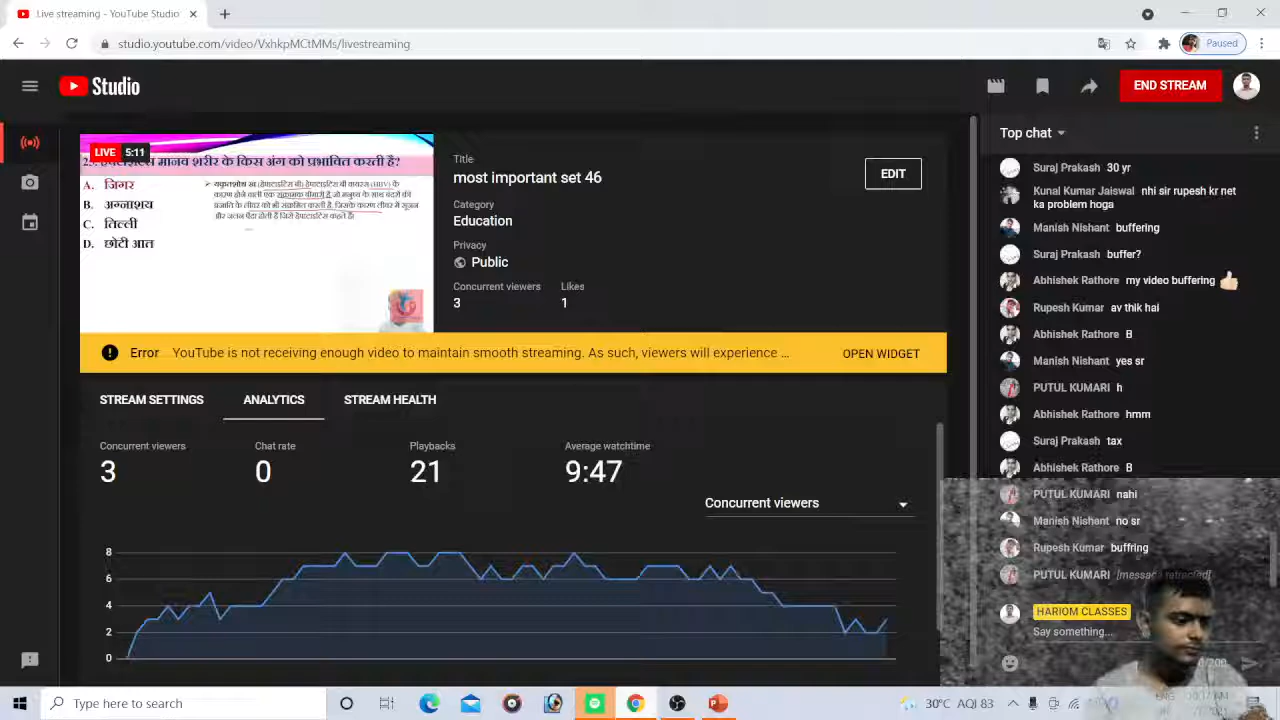 Live streaming - YouTube Studio
studio.youtube.com/video/VxhkpMCtMMs/livestreaming
Paused
Studio
END STREAM
LIVE 5:11
मानव शरीर के किस अंग को प्रभावित करती है?
A. जिगर
B. अग्नाशय
C. तिल्ली
D. छोटी आत
Title
most important set 46
EDIT
Category
Education
Privacy
Public
Concurrent viewers
Likes
3
1
Error YouTube is not receiving enough video to maintain smooth streaming. As such, viewers will experience ...
OPEN WIDGET
STREAM SETTINGS
ANALYTICS
STREAM HEALTH
Concurrent viewers
Chat rate
Playbacks
Average watchtime
3
0
21
9:47
Concurrent viewers
8
6
4
2
0
Top chat
Suraj Prakash 30 yr
Kunal Kumar Jaiswal nhi sir rupesh kr net
ka problem hoga
Manish Nishant buffering
Suraj Prakash buffer?
Abhishek Rathore my video buffering
Rupesh Kumar av thik hai
Abhishek Rathore B
Manish Nishant yes sr
PUTUL KUMARI h
Abhishek Rathore hmm
Suraj Prakash tax
Abhishek Rathore B
PUTUL KUMARI nahi
Manish Nishant no sr
Rupesh Kumar buffring
PUTUL KUMARI [message retracted]
HARIOM CLASSES
Say something...
0/200
Type here to search
30°C AQI 83
ENG